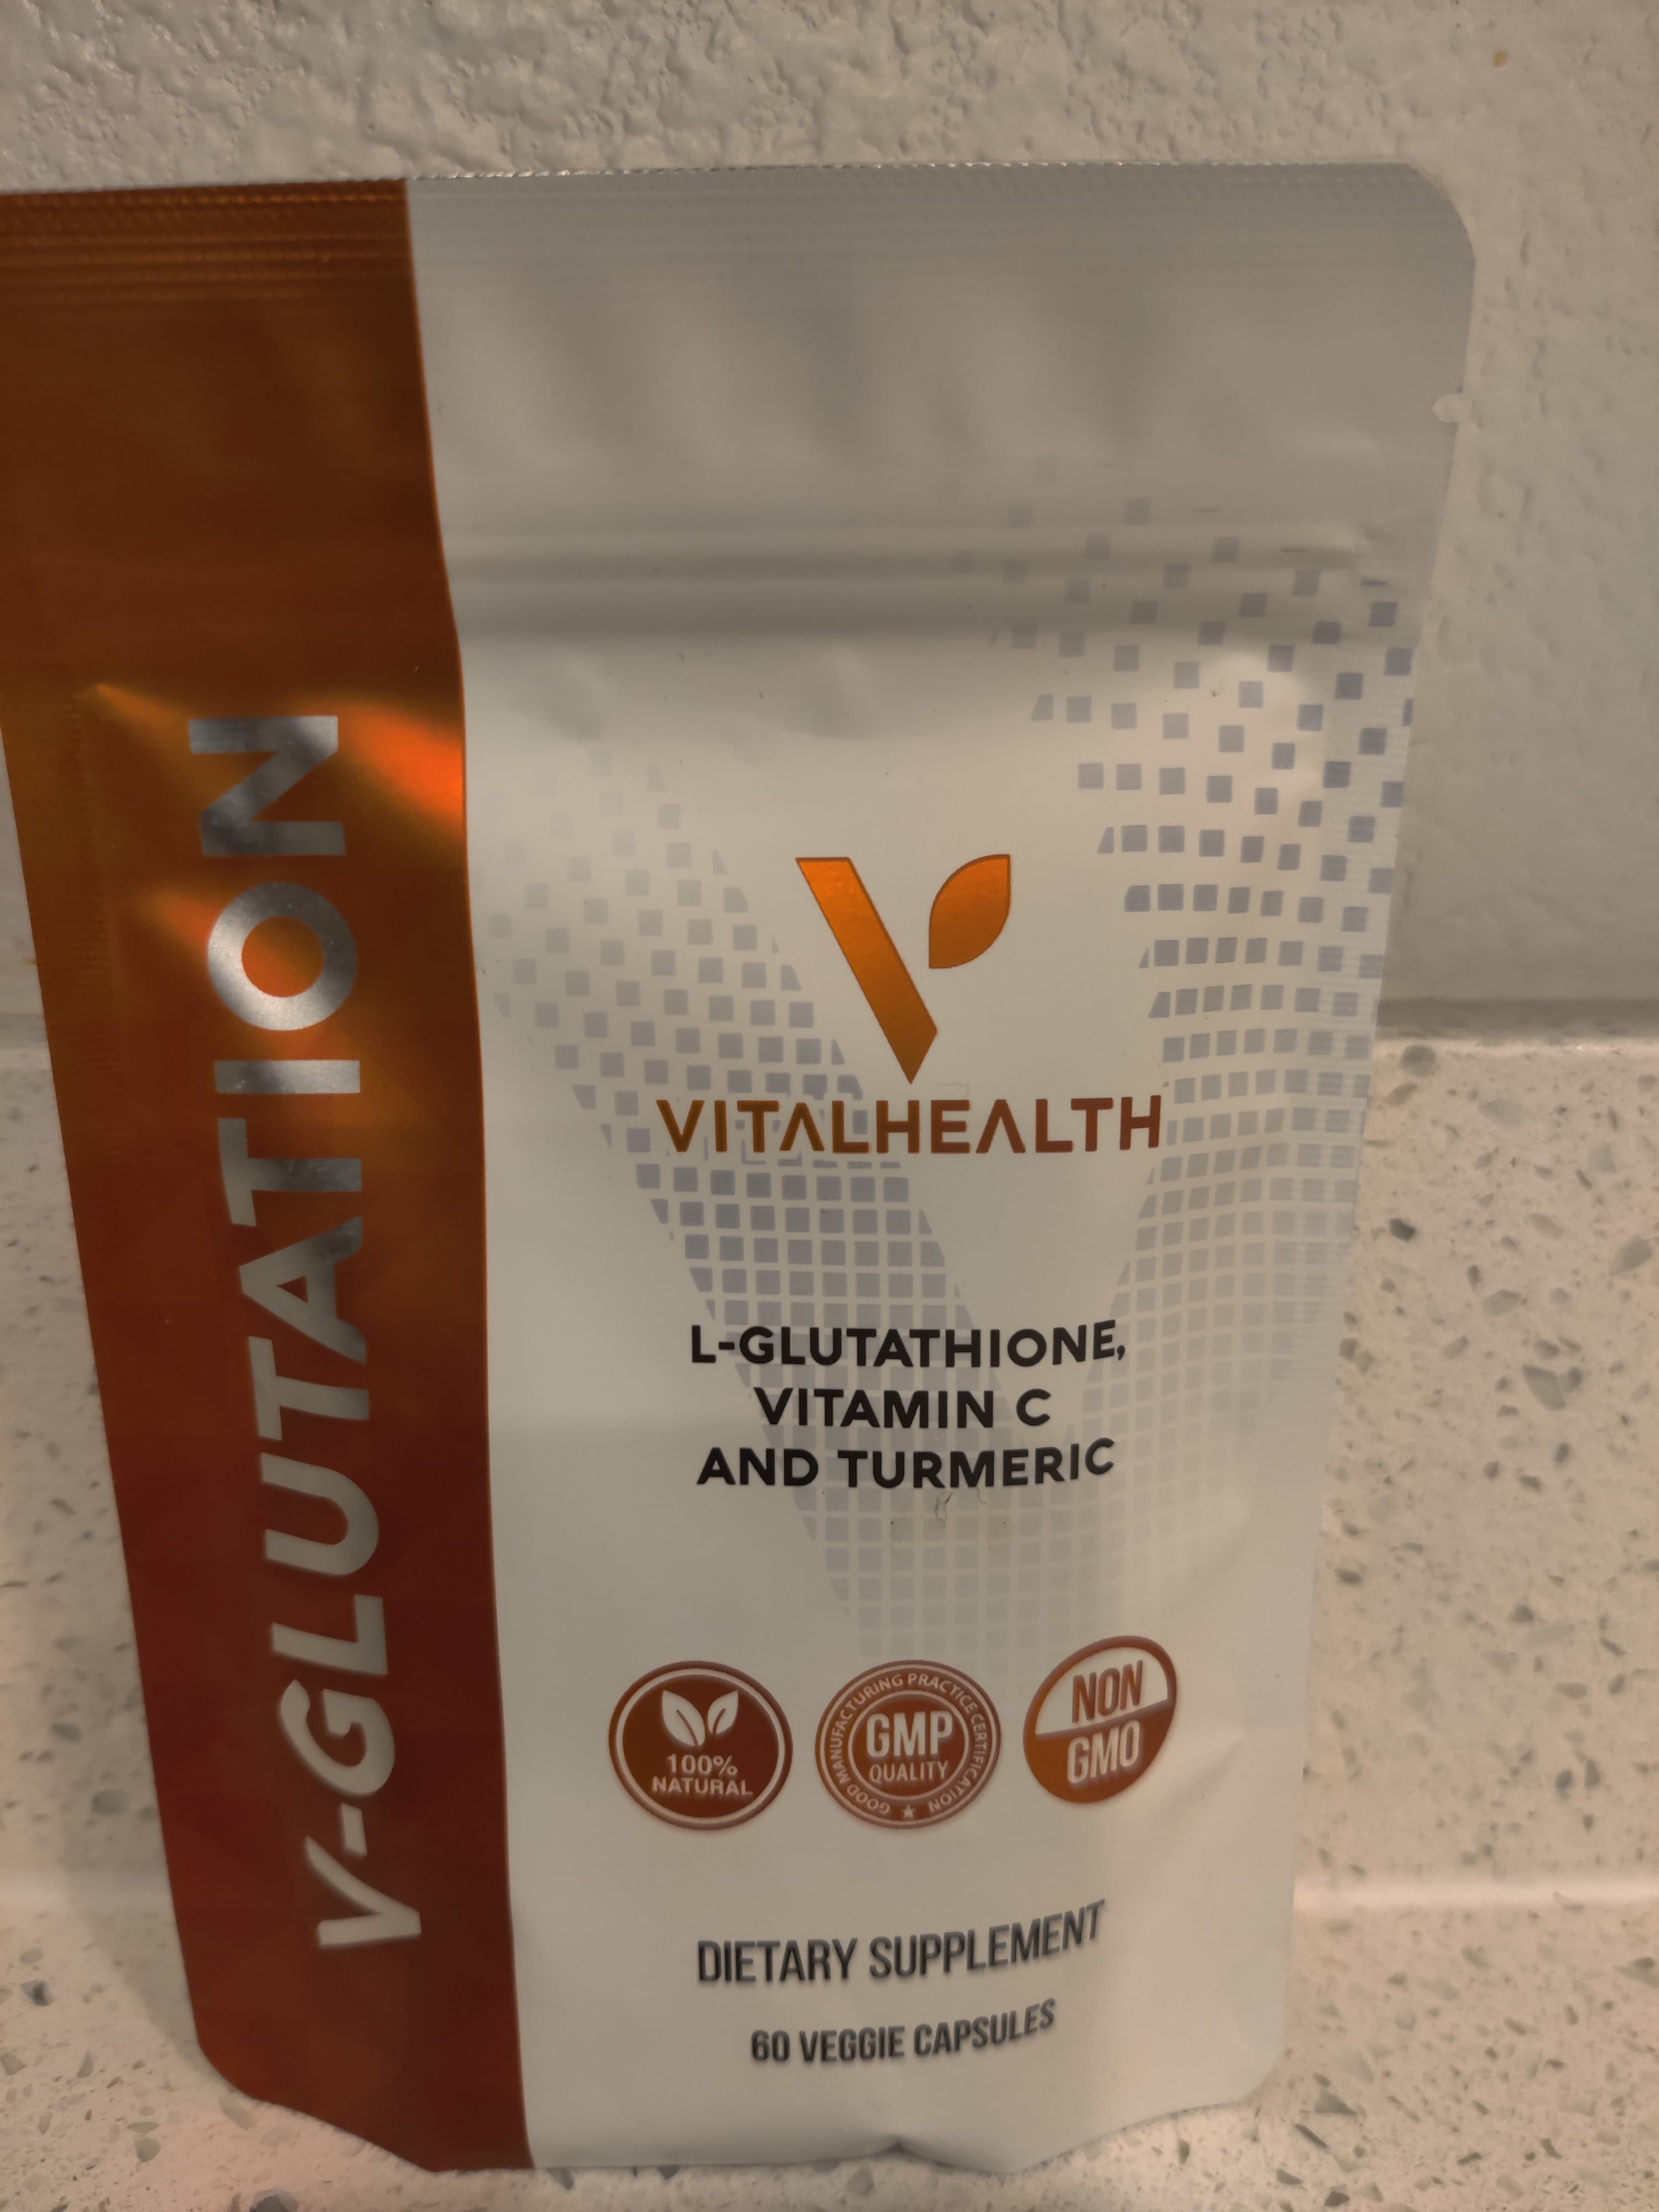 V-GLUTATION
VITALHEALTH
L-GLUTATHIONE,
VITAMIN C
AND TURMERIC
100%
NATURAL
GOOD MANUFACTURING PRACTICE CERTIFICATION
GMP
QUALITY
NON
GMO
DIETARY SUPPLEMENT
60 VEGGIE CAPSULES